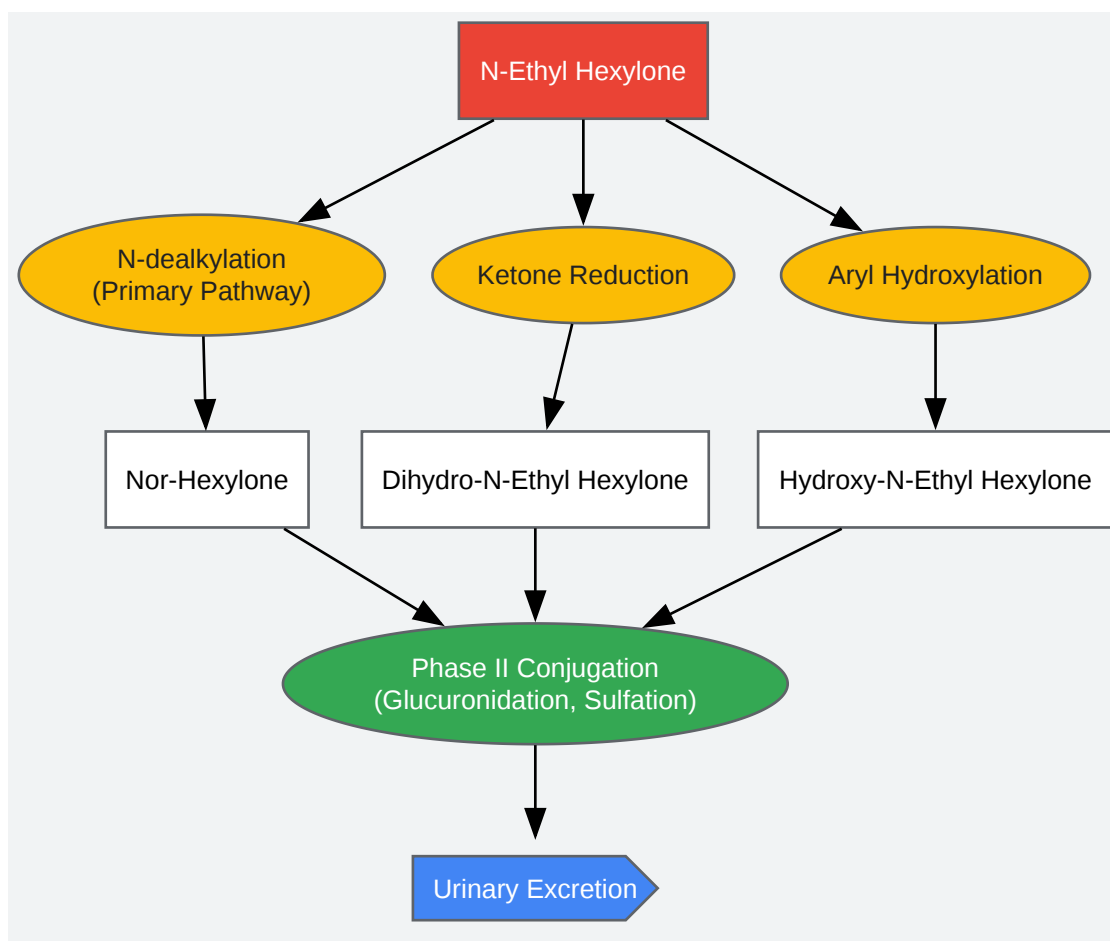 N-Ethyl Hexylone
N-dealkylation
(Primary Pathway)
Ketone Reduction
Aryl Hydroxylation
Nor-Hexylone
Dihydro-N-Ethyl Hexylone
Hydroxy-N-Ethyl Hexylone
Phase II Conjugation
(Glucuronidation, Sulfation)
Urinary Excretion